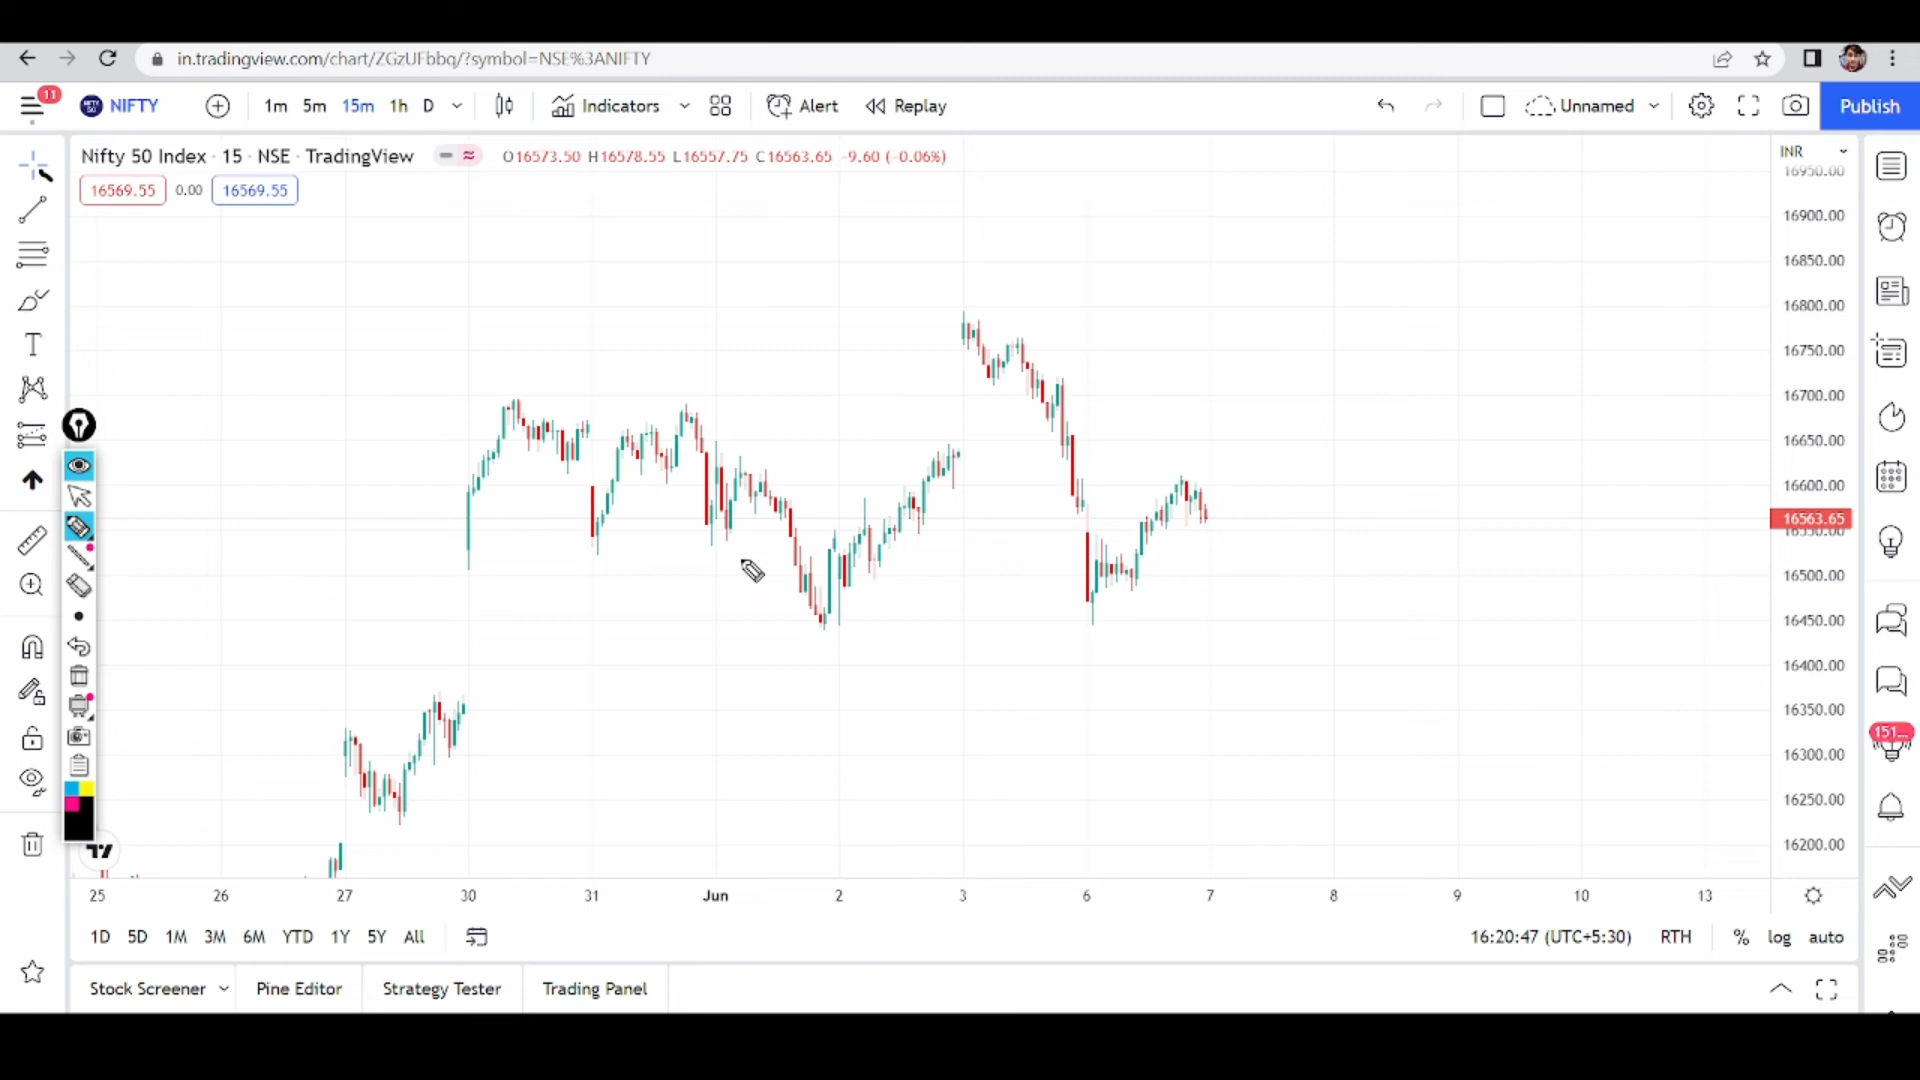 in.tradingview.com/chart/ZGzUFbbq/?symbol=NSE%3ANIFTY
11 NIFTY 1m 5m 15m 1h D Indicators Alert Replay Unnamed Publish
Nifty 50 Index · 15 · NSE · TradingView O16573.50 H16578.55 L16557.75 C16563.65 -9.60 (-0.06%)
INR
16950.00
16569.55 0.00 16569.55
16900.00
16850.00
16800.00
16750.00
16700.00
16650.00
16600.00
16563.65
16550.00
16500.00
16450.00
16400.00
16350.00
151...
16300.00
16250.00
16200.00
25 26 27 30 31 Jun 2 3 6 7 8 9 10 13
1D 5D 1M 3M 6M YTD 1Y 5Y All 16:20:47 (UTC+5:30) RTH % log auto
Stock Screener Pine Editor Strategy Tester Trading Panel